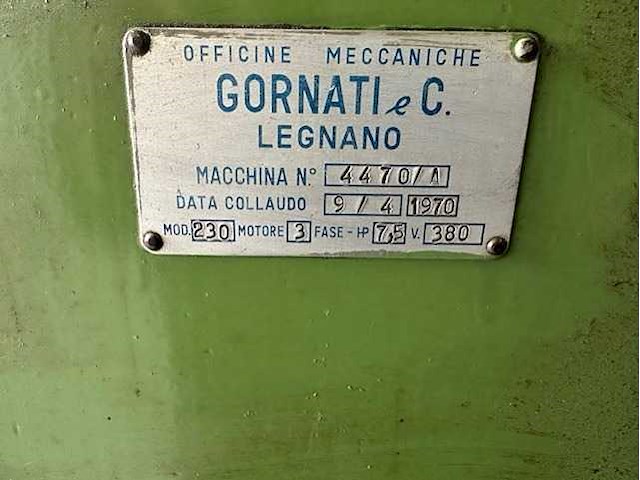 OFFICINE MECCANICHE
GORNATI e C.
LEGNANO
MACCHINA N.° 4470/A
DATA COLLAUDO 9/4 1970
MOD. 230 MOTORE 3 FASE - HP 7,5 V. 380